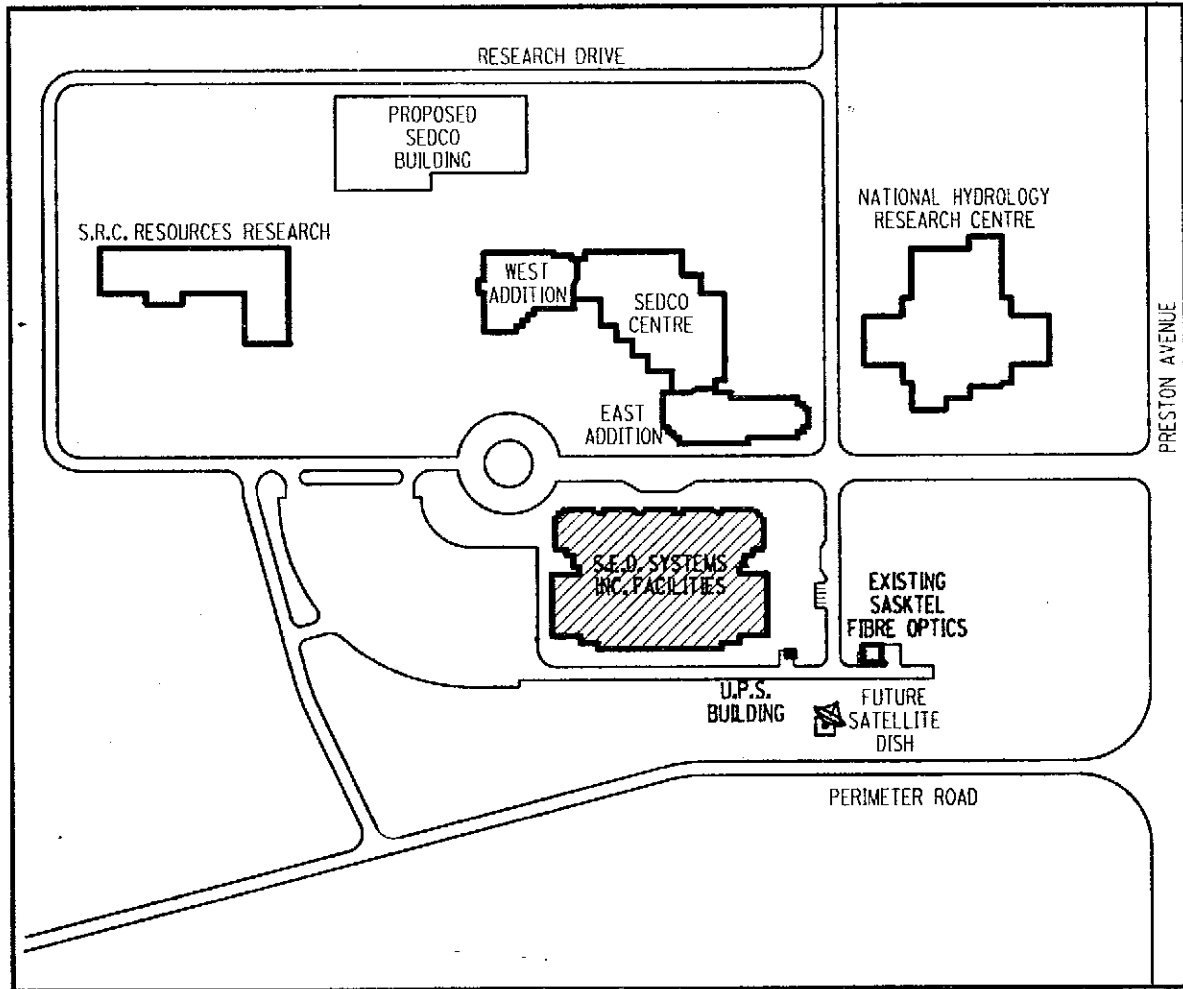 RESEARCH DRIVE
PROPOSED
SEDCO
BUILDING
S.R.C. RESOURCES RESEARCH
NATIONAL HYDROLOGY
RESEARCH CENTRE
WEST
ADDITION
SEDCO
CENTRE
EAST
ADDITION
PRESTON AVENUE
S.E.D. SYSTEMS
INC. FACILITIES
EXISTING
SASKTEL
FIBRE OPTICS
U.P.S.
BUILDING
FUTURE
SATELLITE
DISH
PERIMETER ROAD